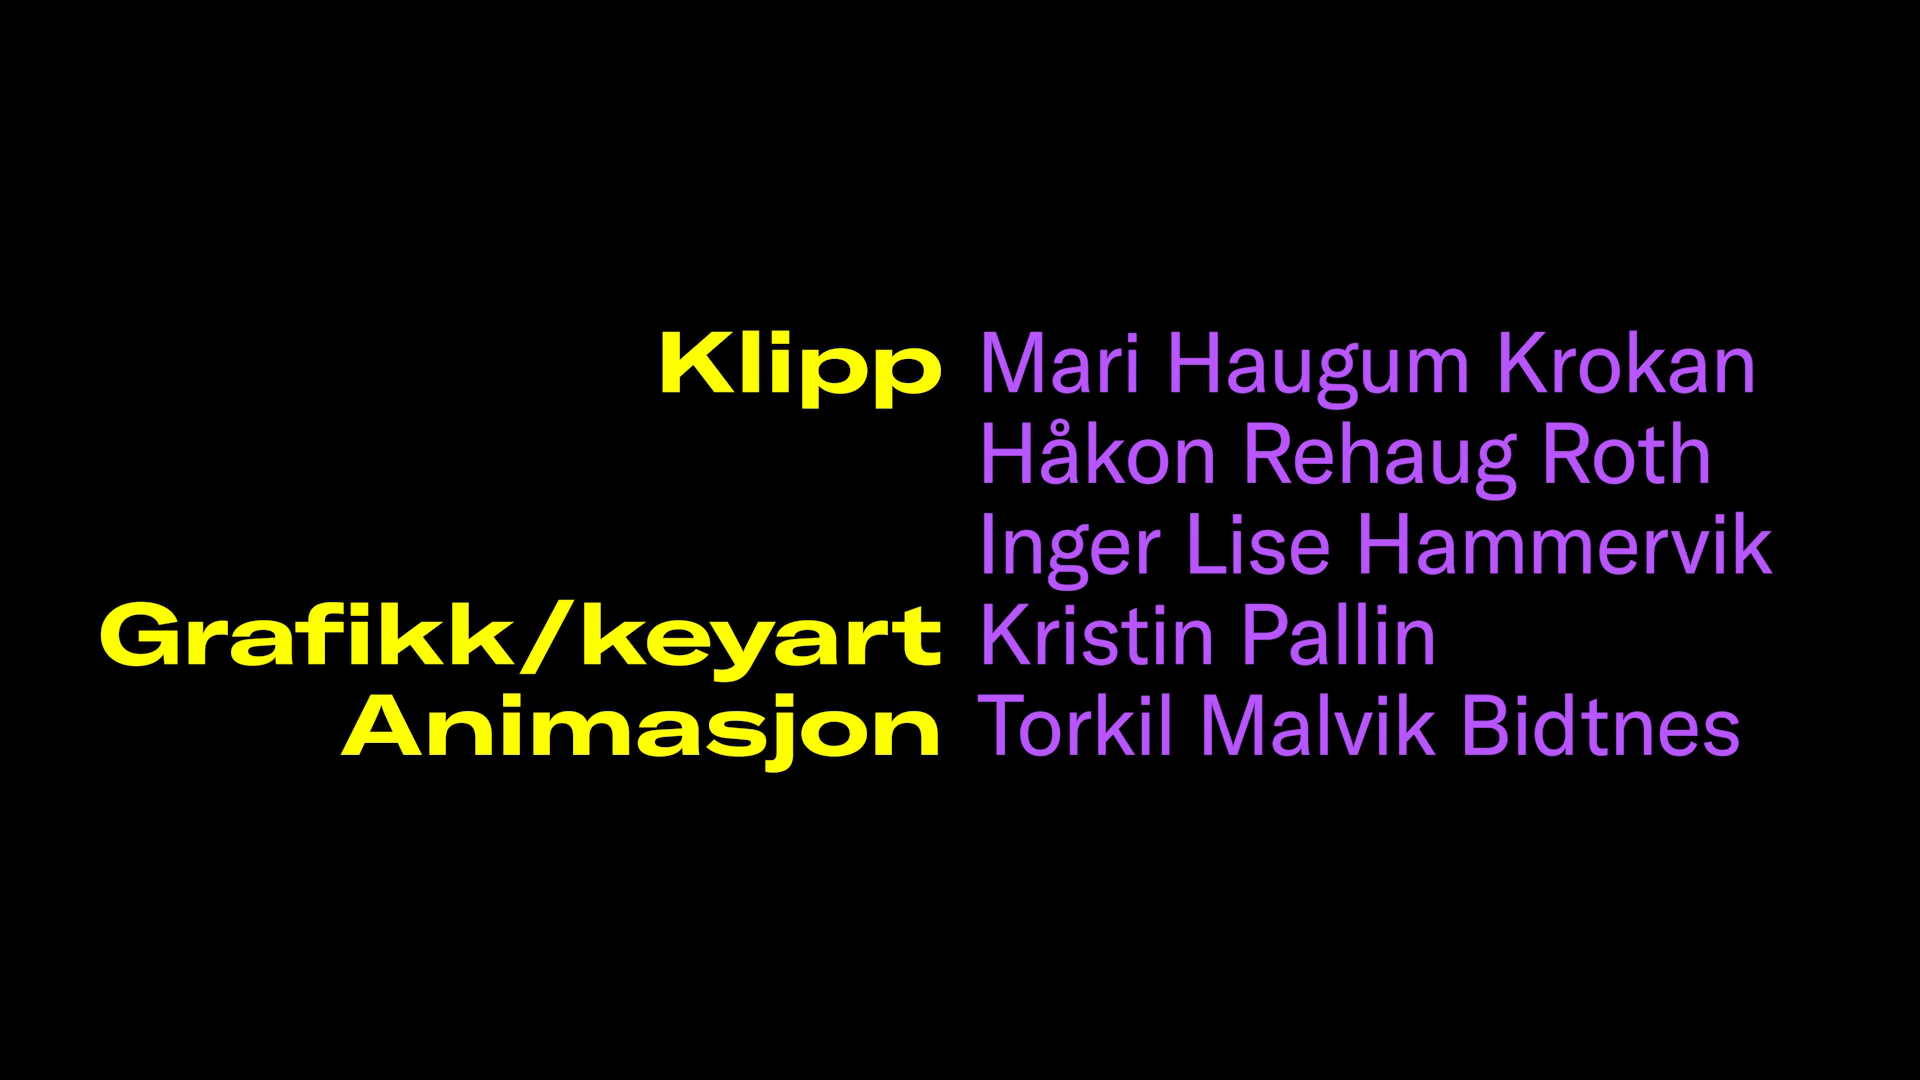 Klipp Mari Haugum Krokan
Håkon Rehaug Roth
Inger Lise Hammervik
Grafikk/keyart Kristin Pallin
Animasjon Torkil Malvik Bidtnes